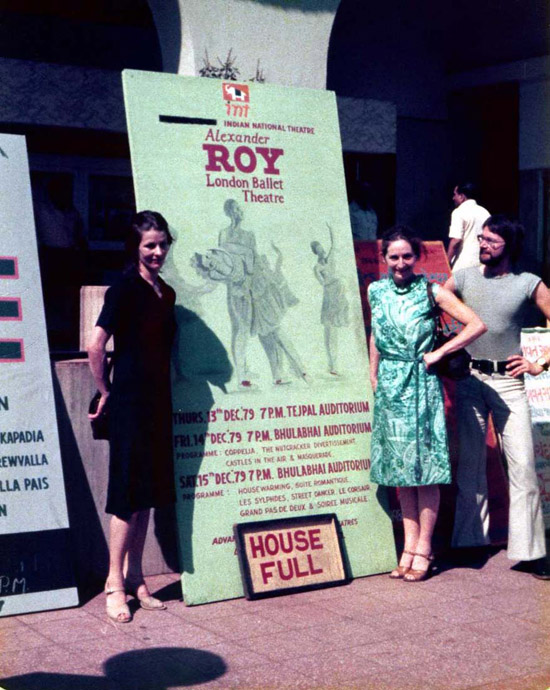 int
INDIAN NATIONAL THEATRE
Alexander
ROY
London Ballet
Theatre
THURS. 13TH DEC.'79 7 P.M. TEJPAL AUDITORIUM
FRI. 14TH DEC.'79 7 P.M. BHULABHAI AUDITORIUM
PROGRAMME : COPPELIA, THE NUTCRACKER DIVERTISSEMENT,
CASTLES IN THE AIR & MASQUERADE.
SAT. 15TH DEC.'79 7 P.M. BHULABHAI AUDITORIUM
PROGRAMME : HOUSEWARMING, SUITE ROMANTIQUE,
LES SYLPHIDES, STREET DANCER, LE CORSAIR
GRAND PAS DE DEUX & SOIREE MUSICALE
HOUSE
FULL
E
N
KAPADIA
REWVALLA
LLA PAIS
N
P.M